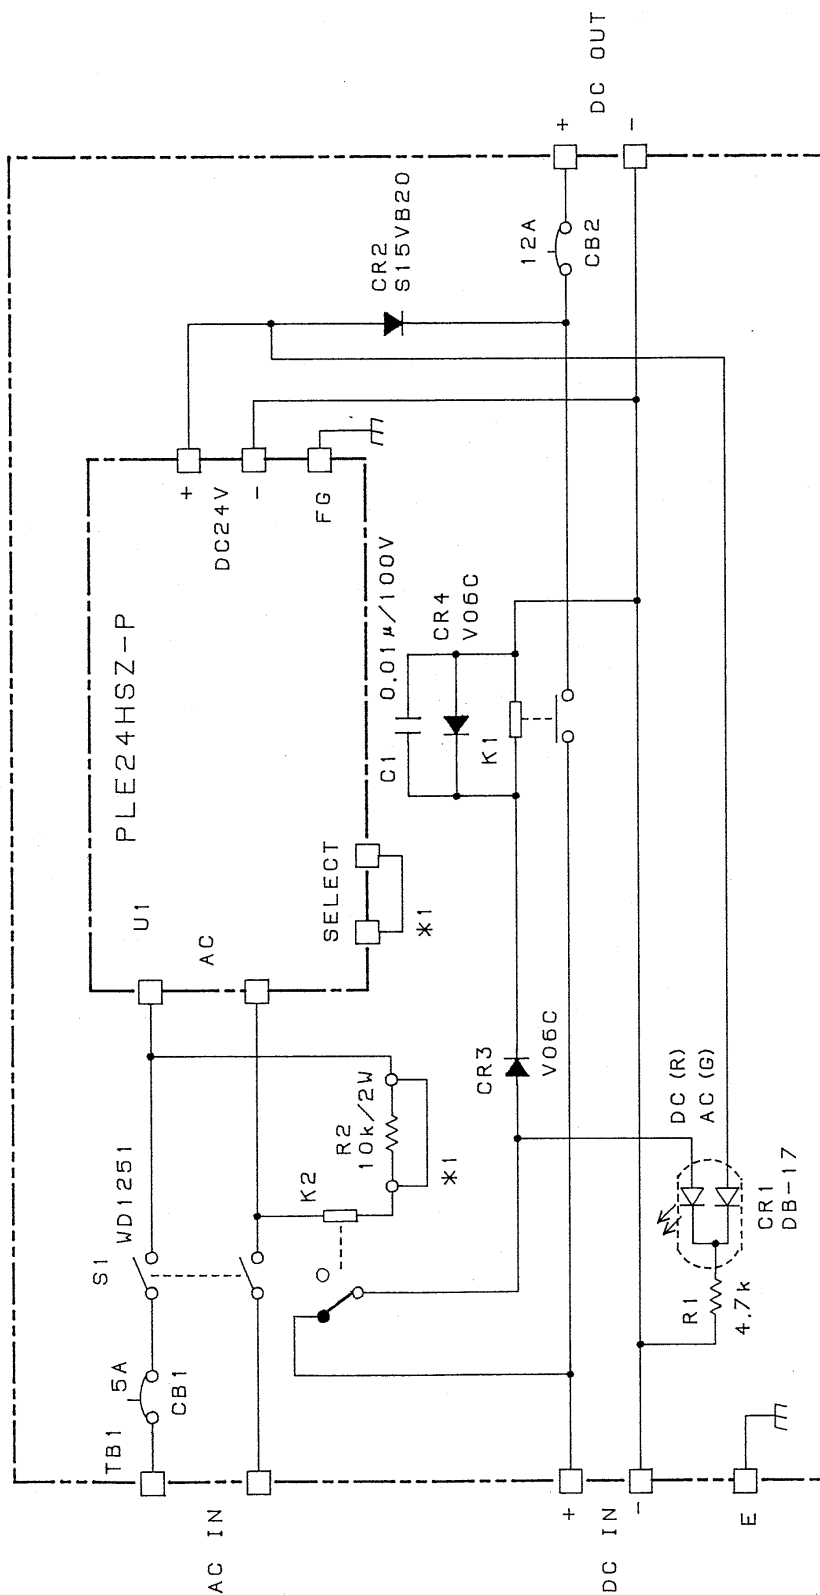 AC IN
TB1
5A
CB1
S1
WD1251
U1
PLE24HSZ-P
AC
SELECT
*1
+
DC24V
-
FG
K2
R2
10k/2W
*1
C1
0.01μ/100V
CR4
V06C
K1
CR3
V06C
CR2
S15VB20
12A
CB2
+
DC OUT
-
+
DC IN
-
E
R1
4.7k
DC (R)
AC (G)
CR1
DB-17